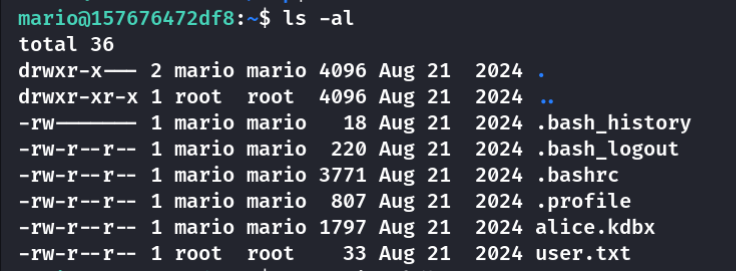 mario@157676472df8:~$ ls -al
total 36
drwxr-x--- 2 mario mario 4096 Aug 21  2024 .
drwxr-xr-x 1 root  root  4096 Aug 21  2024 ..
-rw------- 1 mario mario   18 Aug 21  2024 .bash_history
-rw-r--r-- 1 mario mario  220 Aug 21  2024 .bash_logout
-rw-r--r-- 1 mario mario 3771 Aug 21  2024 .bashrc
-rw-r--r-- 1 mario mario  807 Aug 21  2024 .profile
-rw-r--r-- 1 mario mario 1797 Aug 21  2024 alice.kdbx
-rw-r--r-- 1 root  root    33 Aug 21  2024 user.txt